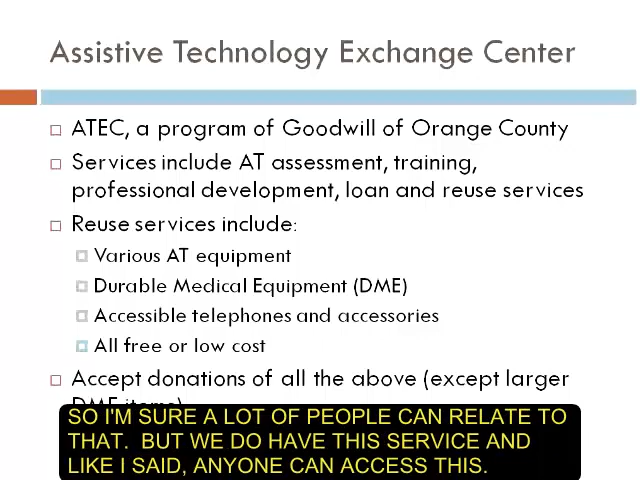 Assistive Technology Exchange Center
ATEC, a program of Goodwill of Orange County
Services include AT assessment, training,
professional development, loan and reuse services
Reuse services include:
Various AT equipment
Durable Medical Equipment (DME)
Accessible telephones and accessories
All free or low cost
Accept donations of all the above (except larger
DME items)
SO I'M SURE A LOT OF PEOPLE CAN RELATE TO
THAT.  BUT WE DO HAVE THIS SERVICE AND
LIKE I SAID, ANYONE CAN ACCESS THIS.